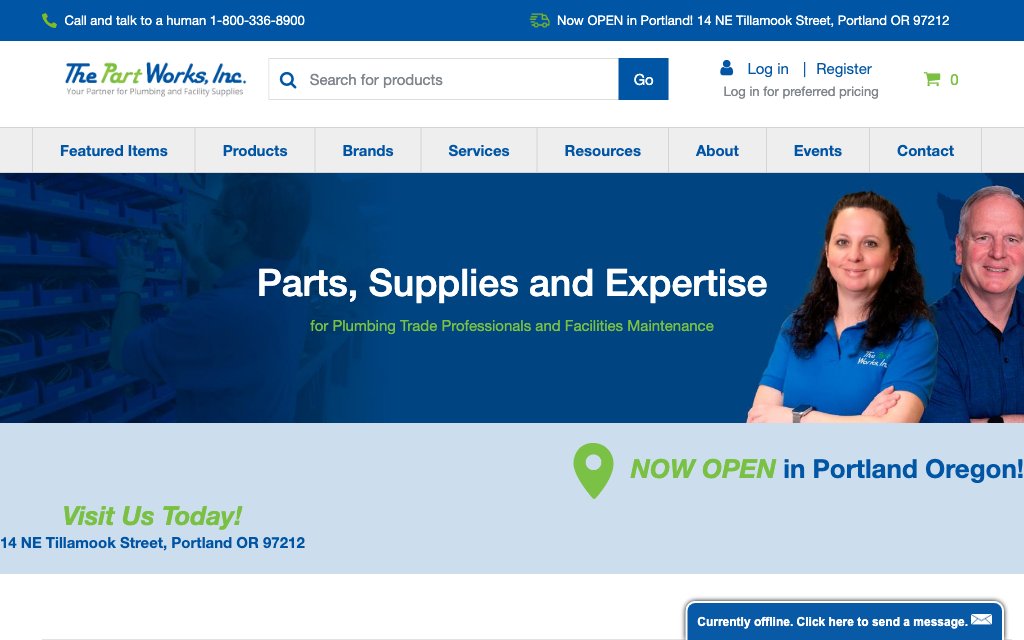 Call and talk to a human 1-800-336-8900
Now OPEN in Portland! 14 NE Tillamook Street, Portland OR 97212
The Part Works, Inc.
Your Partner for Plumbing and Facility Supplies
Search for products
Go
Log in | Register
Log in for preferred pricing
0
Featured Items
Products
Brands
Services
Resources
About
Events
Contact
Parts, Supplies and Expertise
for Plumbing Trade Professionals and Facilities Maintenance
The Part
Works, Inc.
NOW OPEN in Portland Oregon!
Visit Us Today!
14 NE Tillamook Street, Portland OR 97212
Currently offline. Click here to send a message.